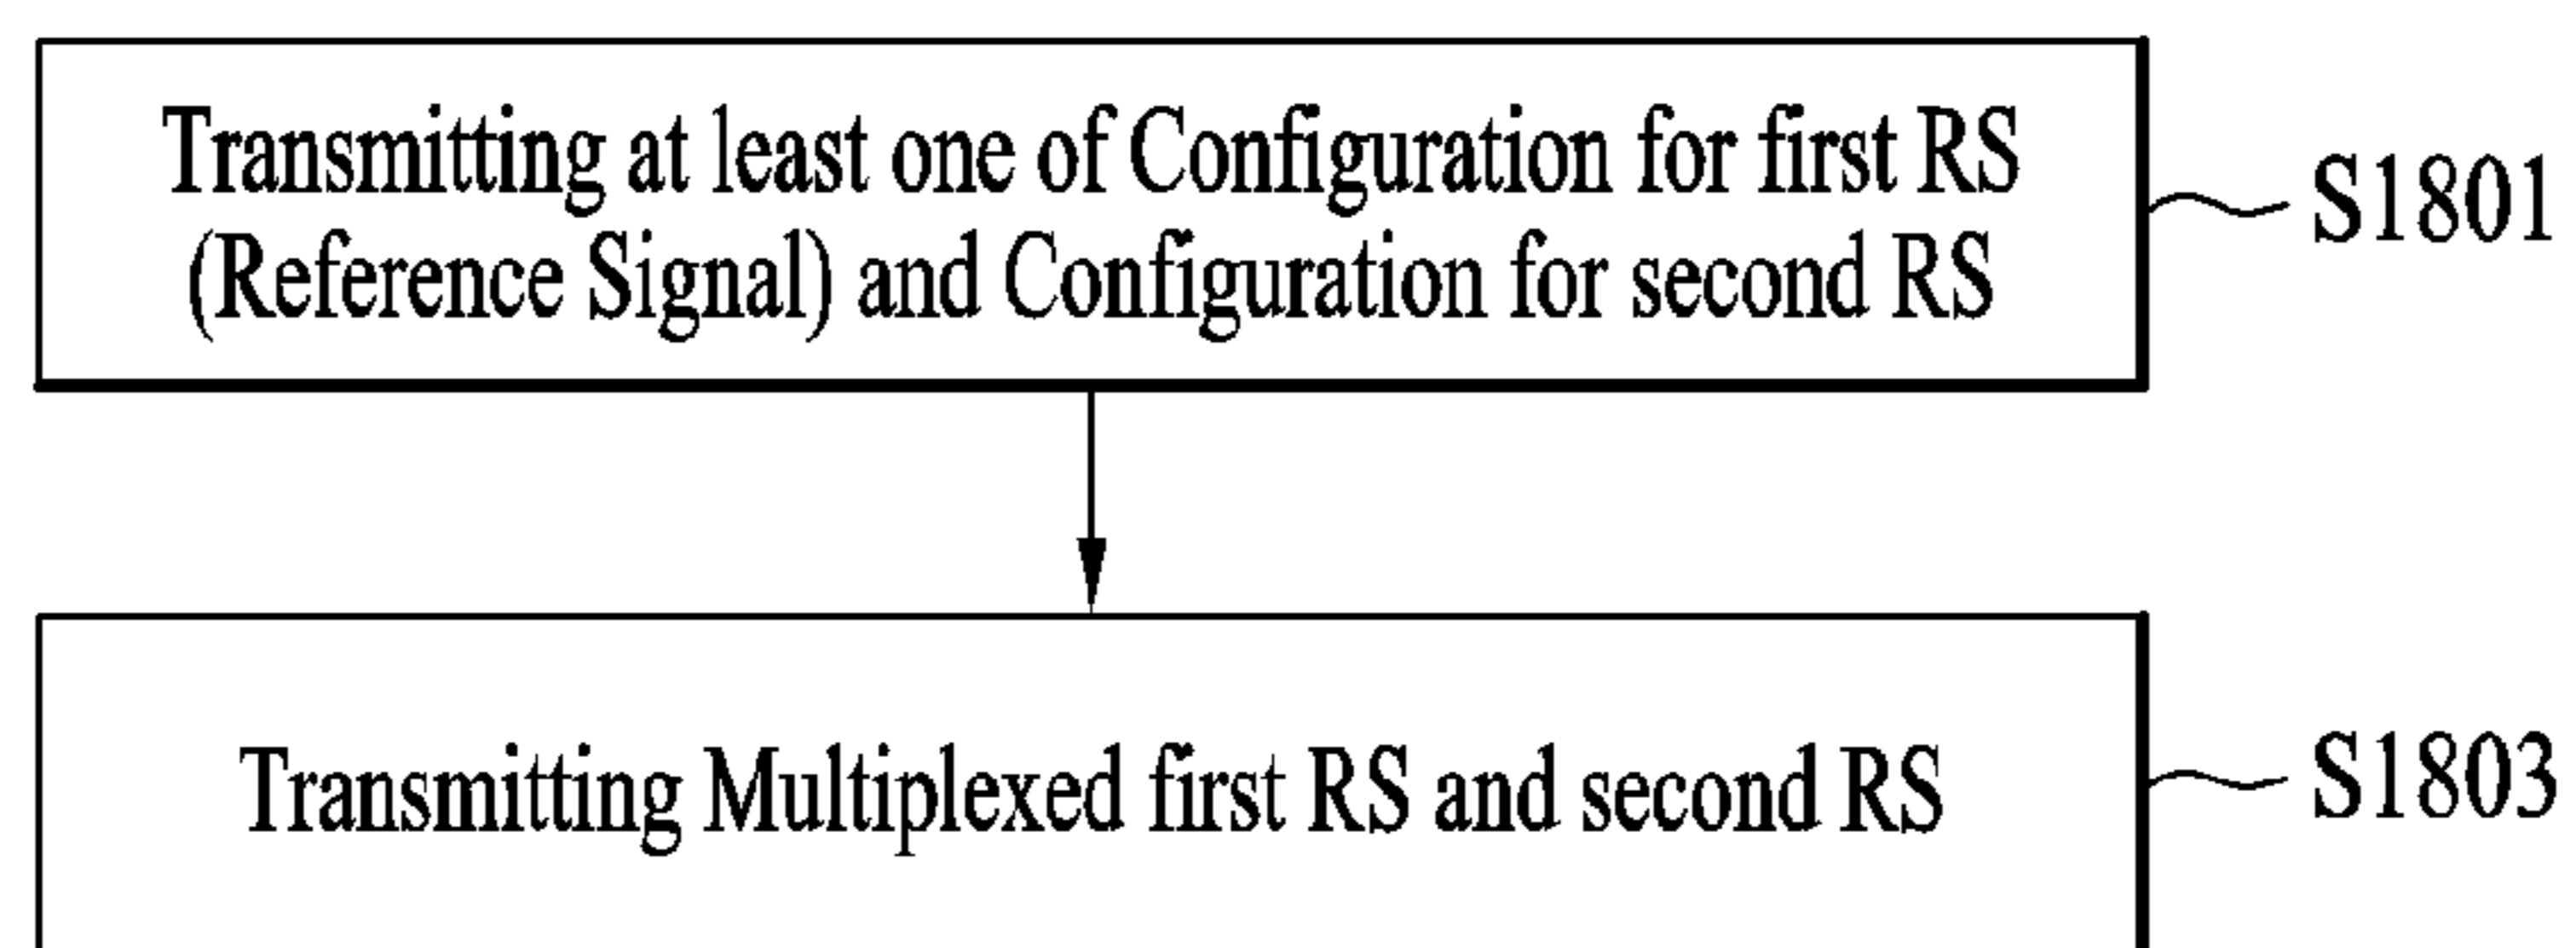 Transmitting at least one of Configuration for first RS
(Reference Signal) and Configuration for second RS
S1801
Transmitting Multiplexed first RS and second RS
S1803